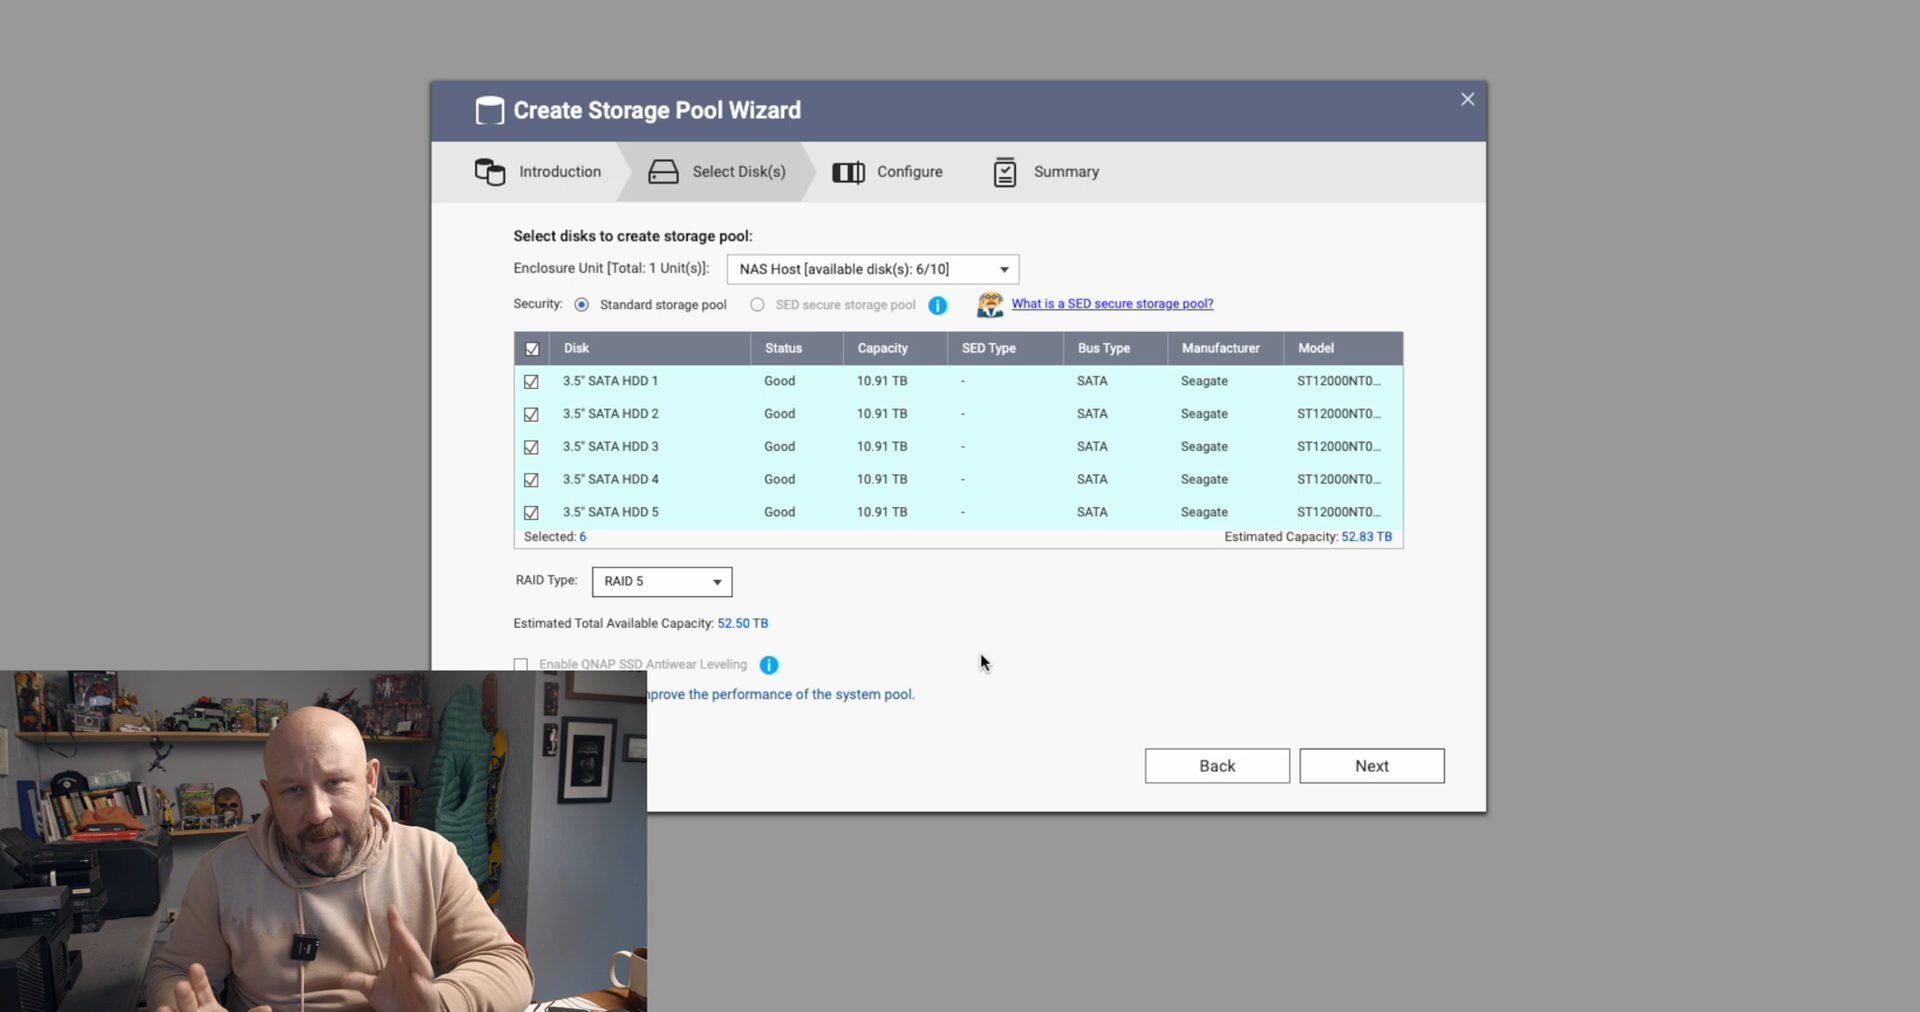 Create Storage Pool Wizard
Introduction Select Disk(s) Configure Summary
Select disks to create storage pool:
Enclosure Unit [Total: 1 Unit(s)]: NAS Host [available disk(s): 6/10]
Security: Standard storage pool SED secure storage pool What is a SED secure storage pool?
Disk Status Capacity SED Type Bus Type Manufacturer Model
3.5" SATA HDD 1 Good 10.91 TB - SATA Seagate ST12000NT0...
3.5" SATA HDD 2 Good 10.91 TB - SATA Seagate ST12000NT0...
3.5" SATA HDD 3 Good 10.91 TB - SATA Seagate ST12000NT0...
3.5" SATA HDD 4 Good 10.91 TB - SATA Seagate ST12000NT0...
3.5" SATA HDD 5 Good 10.91 TB - SATA Seagate ST12000NT0...
Selected: 6 Estimated Capacity: 52.83 TB
RAID Type: RAID 5
Estimated Total Available Capacity: 52.50 TB
Enable QNAP SSD Antiwear Leveling
the performance of the system pool.
Back Next